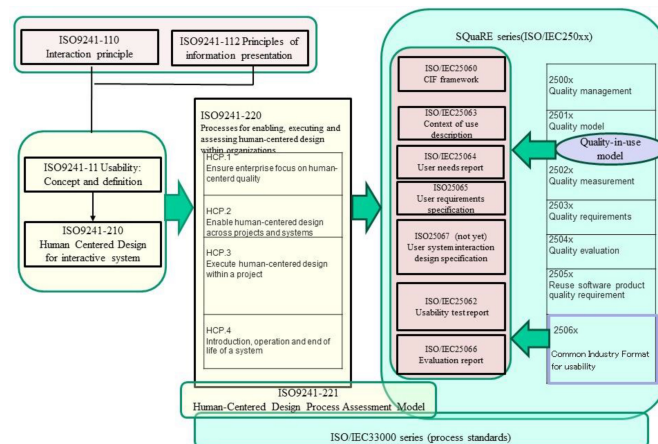 ISO9241-110
Interaction principle
ISO9241-112 Principles of
information presentation
ISO9241-11 Usability:
Concept and definition
ISO9241-210
Human Centered Design
for interactive system
ISO9241-220
Processes for enabling, executing and
assessing human-centered design
within organizations
HCP.1
Ensure enterprise focus on human-
centerd quality
HCP.2
Enable human-centered design
across projects and systems
HCP.3
Execute human-centered design
within a project
HCP.4
Introduction, operation and end of
life of a system
ISO9241-221
Human-Centered Design Process Assessment Model
SQuaRE series(ISO/IEC250xx)
ISO/IEC25060
CIF framework
ISO/IEC25063
Context of use
description
ISO/IEC25064
User needs report
ISO25065
User requirements
specification
ISO25067 (not yet)
User system interaction
design specification
ISO/IEC25062
Usability test report
ISO/IEC25066
Evaluation report
2500x
Quality management
2501x
Quality model
Quality-in-use
model
2502x
Quality measurement
2503x
Quality requirements
2504x
Quality evaluation
2505x
Reuse software product
quality requirement
2506x
Common Industry Format
for usability
ISO/IEC33000 series (process standards)